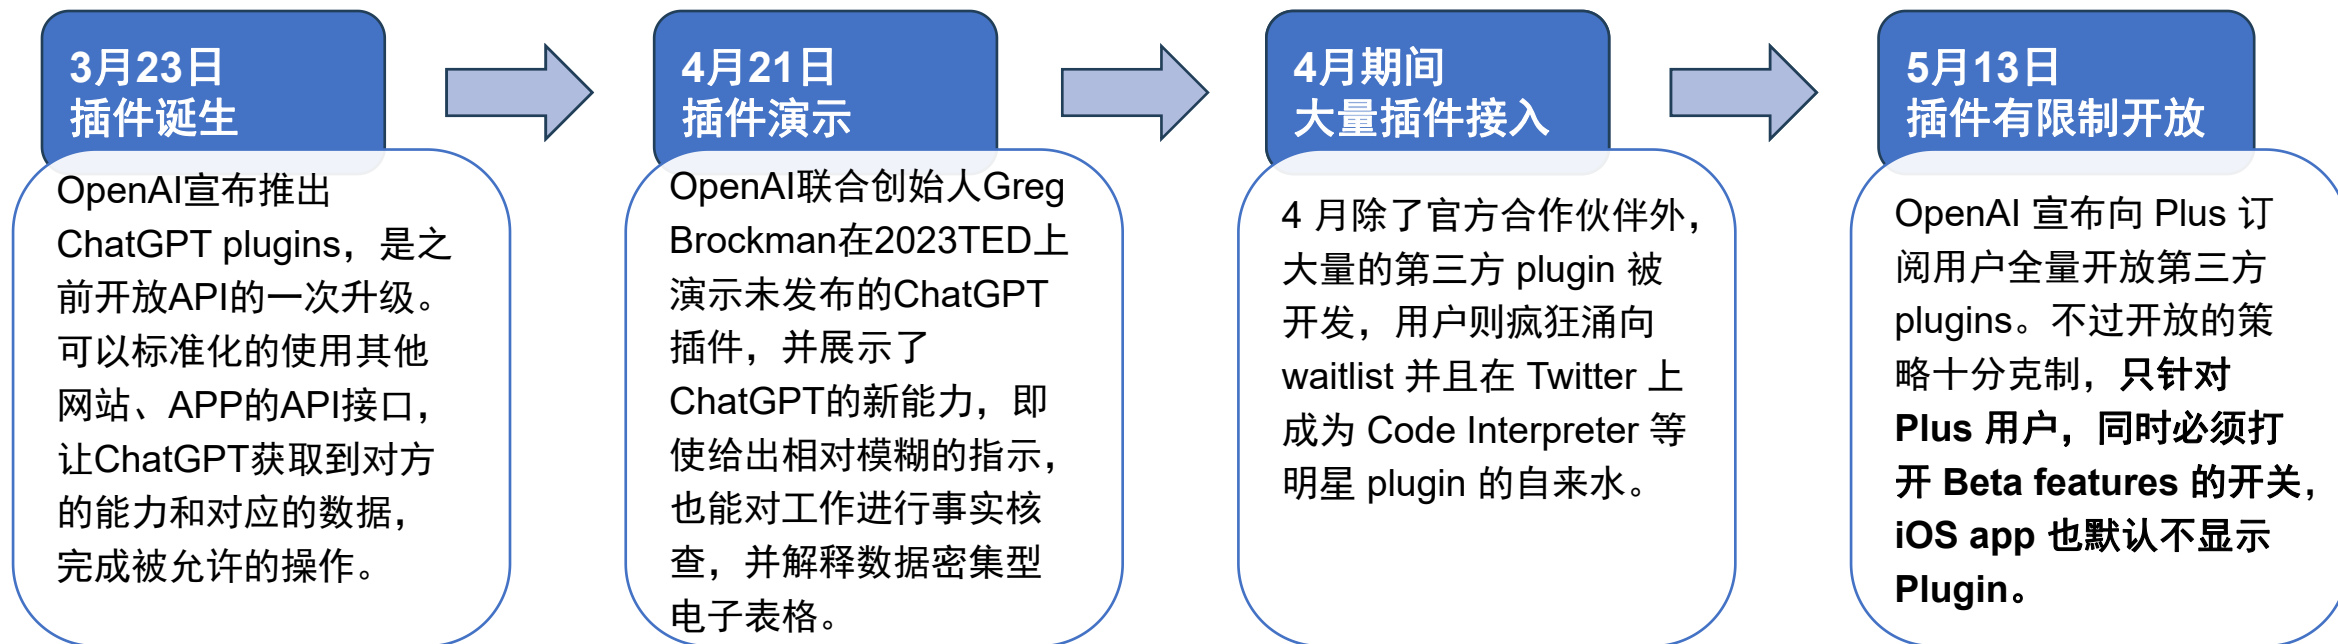 3月23日
插件诞生
OpenAI宣布推出
ChatGPT plugins，是之
前开放API的一次升级。
可以标准化的使用其他
网站、APP的API接口，
让ChatGPT获取到对方
的能力和对应的数据，
完成被允许的操作。
4月21日
插件演示
OpenAI联合创始人Greg
Brockman在2023TED上
演示未发布的ChatGPT
插件，并展示了
ChatGPT的新能力，即
使给出相对模糊的指示，
也能对工作进行事实核
查，并解释数据密集型
电子表格。
4月期间
大量插件接入
4 月除了官方合作伙伴外，
大量的第三方 plugin 被
开发，用户则疯狂涌向
waitlist 并且在 Twitter 上
成为 Code Interpreter 等
明星 plugin 的自来水。
5月13日
插件有限制开放
OpenAI 宣布向 Plus 订
阅用户全量开放第三方
plugins。不过开放的策
略十分克制，只针对
Plus 用户，同时必须打
开 Beta features 的开关，
iOS app 也默认不显示
Plugin。